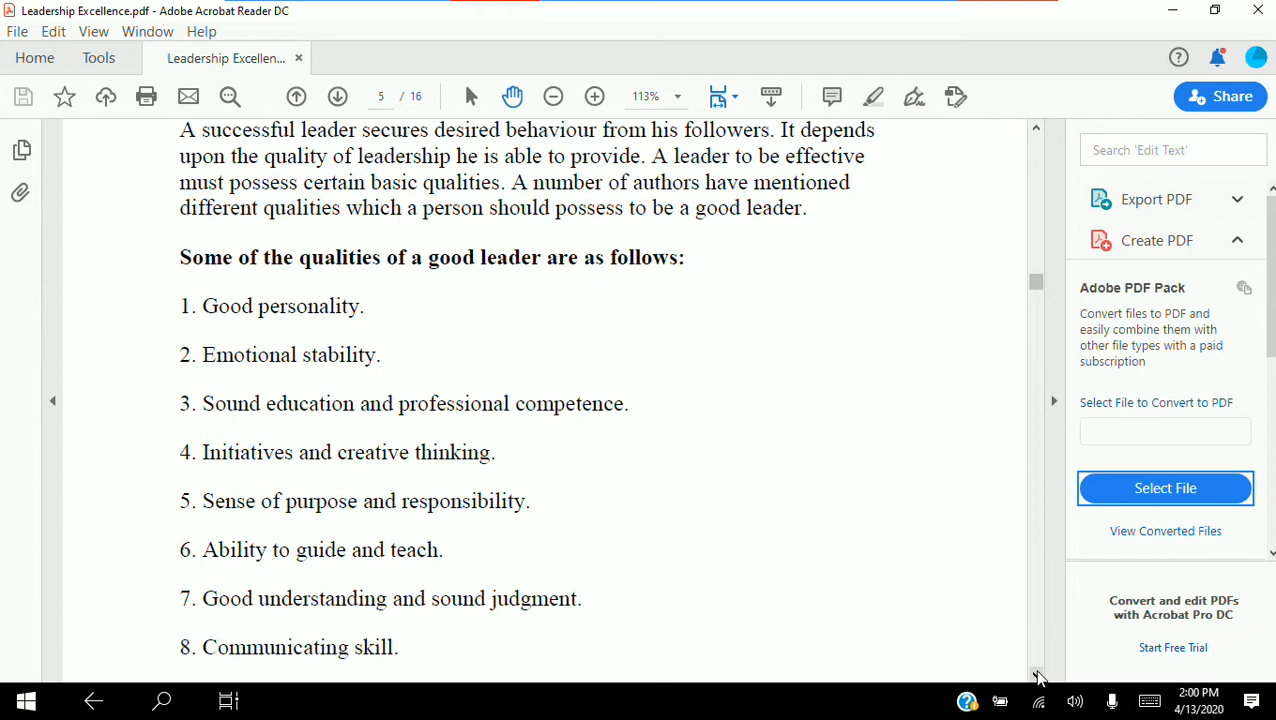 Leadership Excellence.pdf - Adobe Acrobat Reader DC
File Edit View Window Help
Home Tools Leadership Excellen... ×
5 / 16 113% Share
A successful leader secures desired behaviour from his followers. It depends
upon the quality of leadership he is able to provide. A leader to be effective
must possess certain basic qualities. A number of authors have mentioned
different qualities which a person should possess to be a good leader.
Some of the qualities of a good leader are as follows:
1. Good personality.
2. Emotional stability.
3. Sound education and professional competence.
4. Initiatives and creative thinking.
5. Sense of purpose and responsibility.
6. Ability to guide and teach.
7. Good understanding and sound judgment.
8. Communicating skill.
Search 'Edit Text'
Export PDF
Create PDF
Adobe PDF Pack
Convert files to PDF and
easily combine them with
other file types with a paid
subscription
Select File to Convert to PDF
Select File
View Converted Files
Convert and edit PDFs
with Acrobat Pro DC
Start Free Trial
2:00 PM
4/13/2020